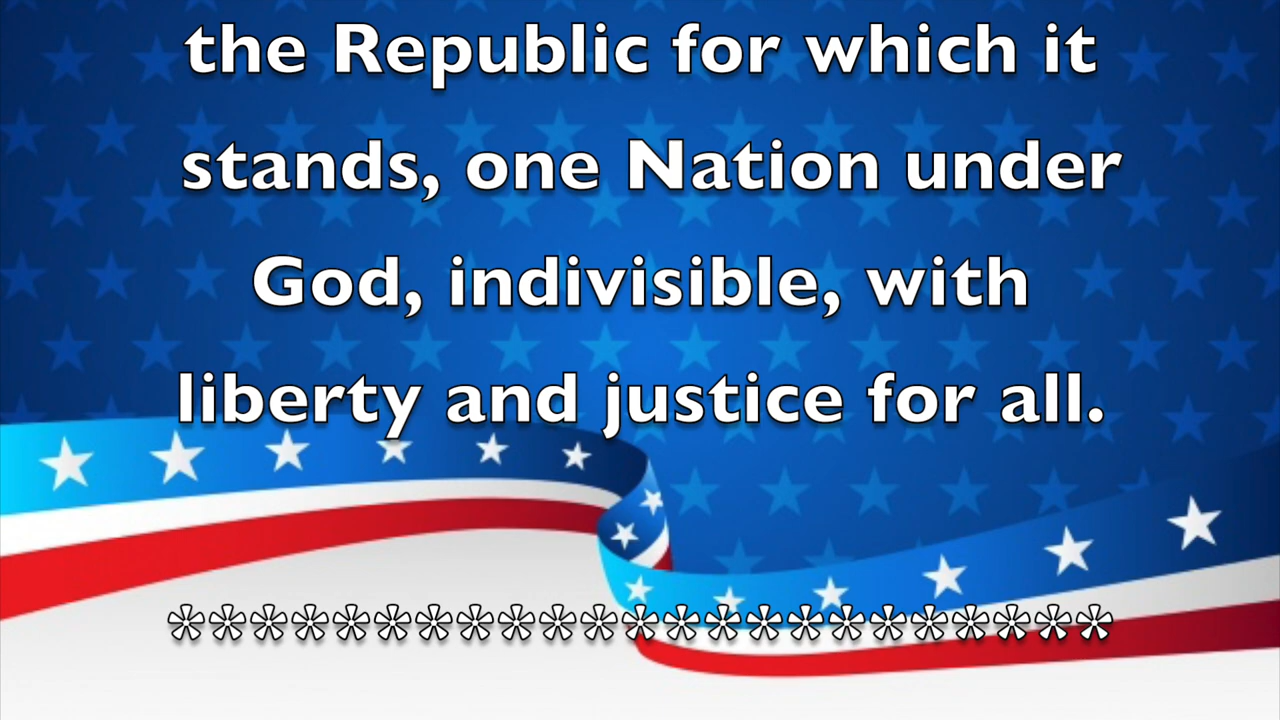 the Republic for which it
stands, one Nation under
God, indivisible, with
liberty and justice for all.
***********************